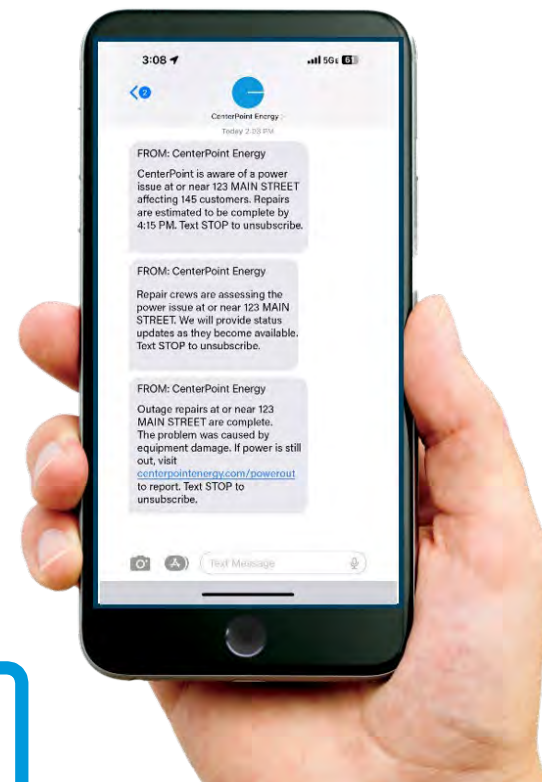 3:08
5G
2
CenterPoint Energy
FROM: CenterPoint Energy
CenterPoint is aware of a power
issue at or near 123 MAIN STREET
affecting 145 customers. Repairs
are estimated to be complete by
4:15 PM. Text STOP to unsubscribe.
FROM: CenterPoint Energy
Repair crews are assessing the
power issue at or near 123 MAIN
STREET. We will provide status
updates as they become available.
Text STOP to unsubscribe.
FROM: CenterPoint Energy
Outage repairs at or near 123
MAIN STREET are complete.
The problem was caused by
equipment damage. If power is still
out, visit
centerpointenergy.com/powerout
to report. Text STOP to
unsubscribe.
Text Message